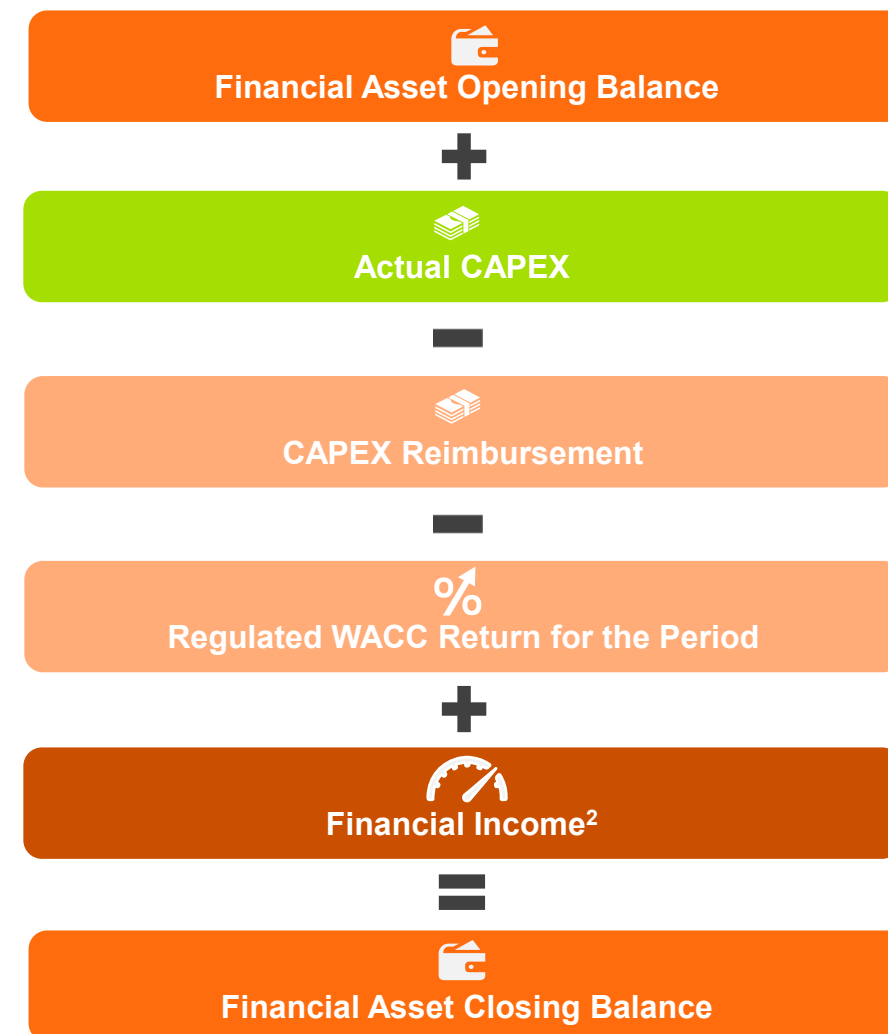 Financial Asset Opening Balance
+
Actual CAPEX
-
CAPEX Reimbursement
-
%
Regulated WACC Return for the Period
+
Financial Income²
=
Financial Asset Closing Balance